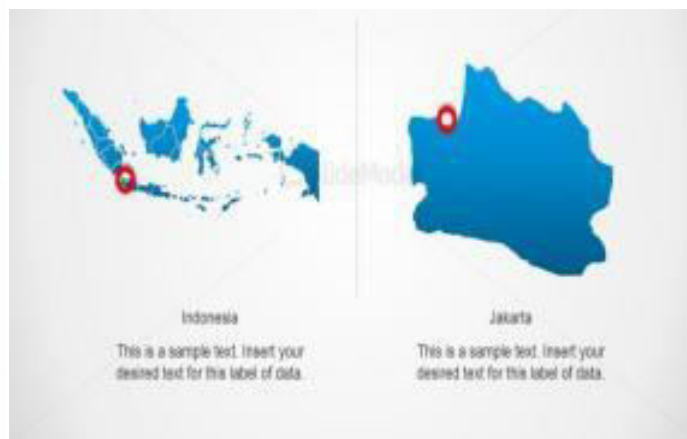 Indonesia
This is a sample text. Insert your
desired text for this label of data.
Jakarta
This is a sample text. Insert your
desired text for this label of data.